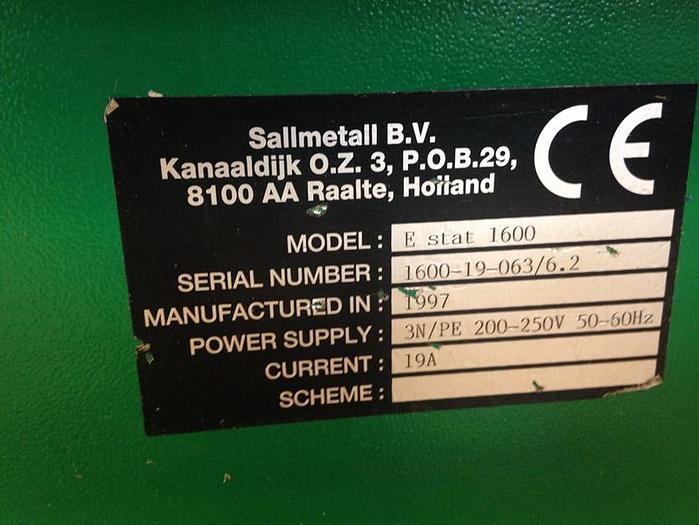 Sallmetall B.V.
Kanaaldijk O.Z. 3, P.O.B.29,
8100 AA Raalte, Holland
CE
MODEL : E stat 1600
SERIAL NUMBER : 1600-19-063/6.2
MANUFACTURED IN : 1997
POWER SUPPLY : 3N/PE 200-250V 50-60Hz
CURRENT : 19A
SCHEME :